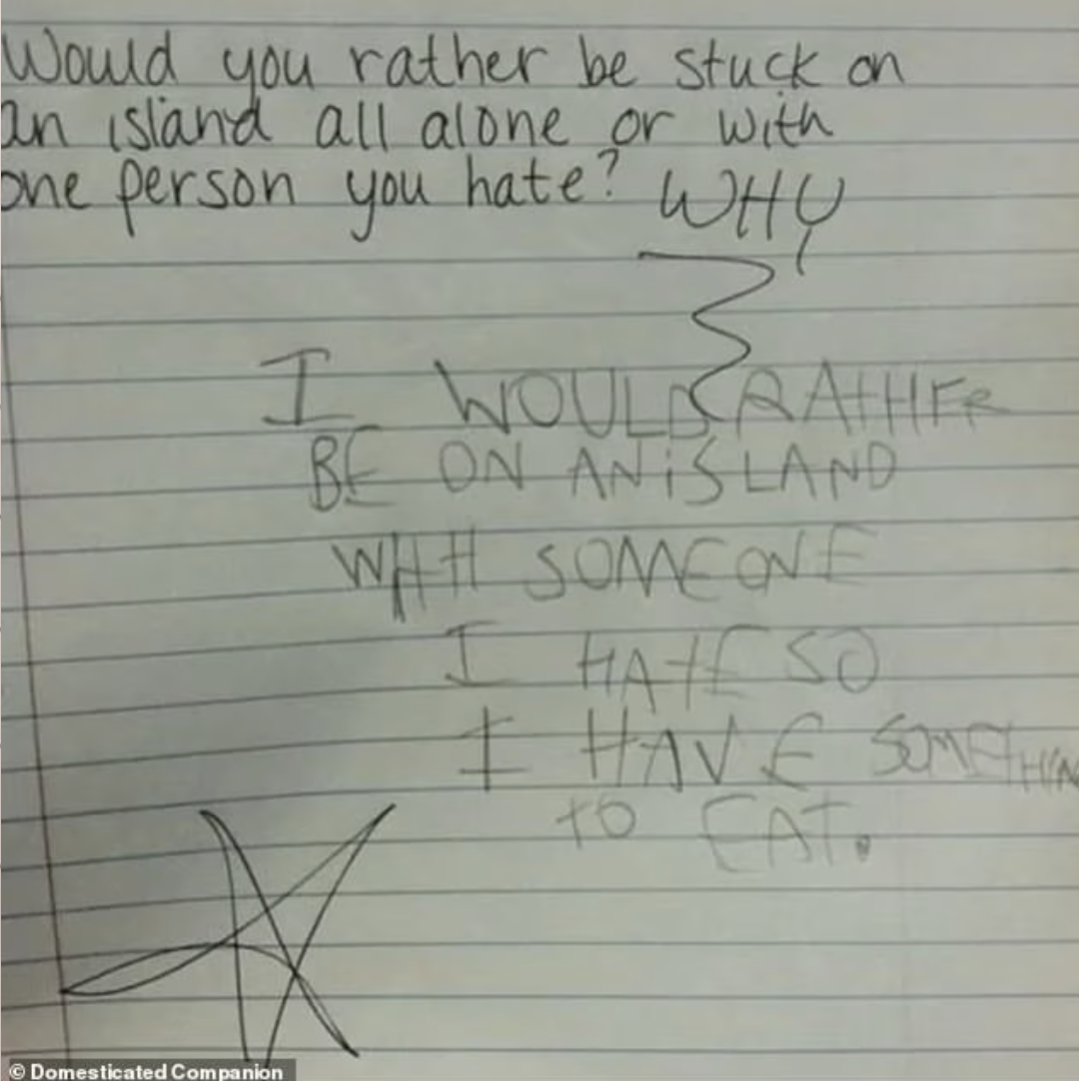 Would you rather be stuck on
an island all alone or with
one person you hate? WHY
I WOULD RATHER
BE ON AN iSLAND
WITH SOMEONE
I HATE SO
I HAVE SOMETHIN
TO EAT.
© Domesticated Companion